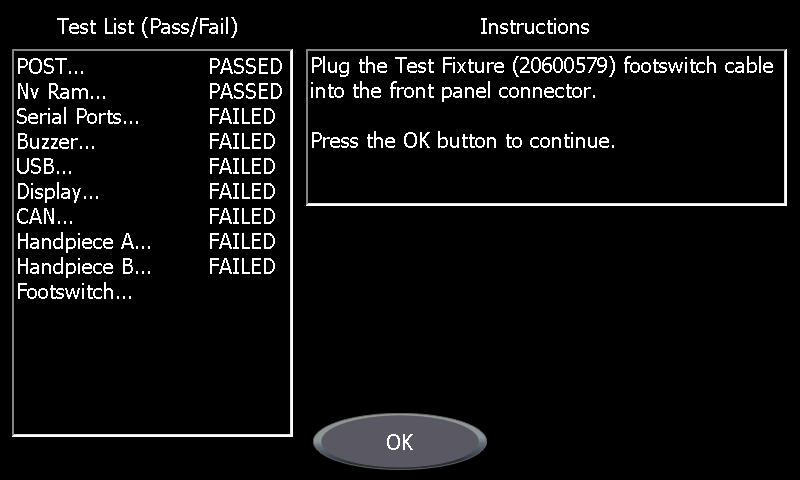 Test List (Pass/Fail)
POST... PASSED
Nv Ram... PASSED
Serial Ports... FAILED
Buzzer... FAILED
USB... FAILED
Display... FAILED
CAN... FAILED
Handpiece A... FAILED
Handpiece B... FAILED
Footswitch...
Instructions
Plug the Test Fixture (20600579) footswitch cable
into the front panel connector.
Press the OK button to continue.
OK